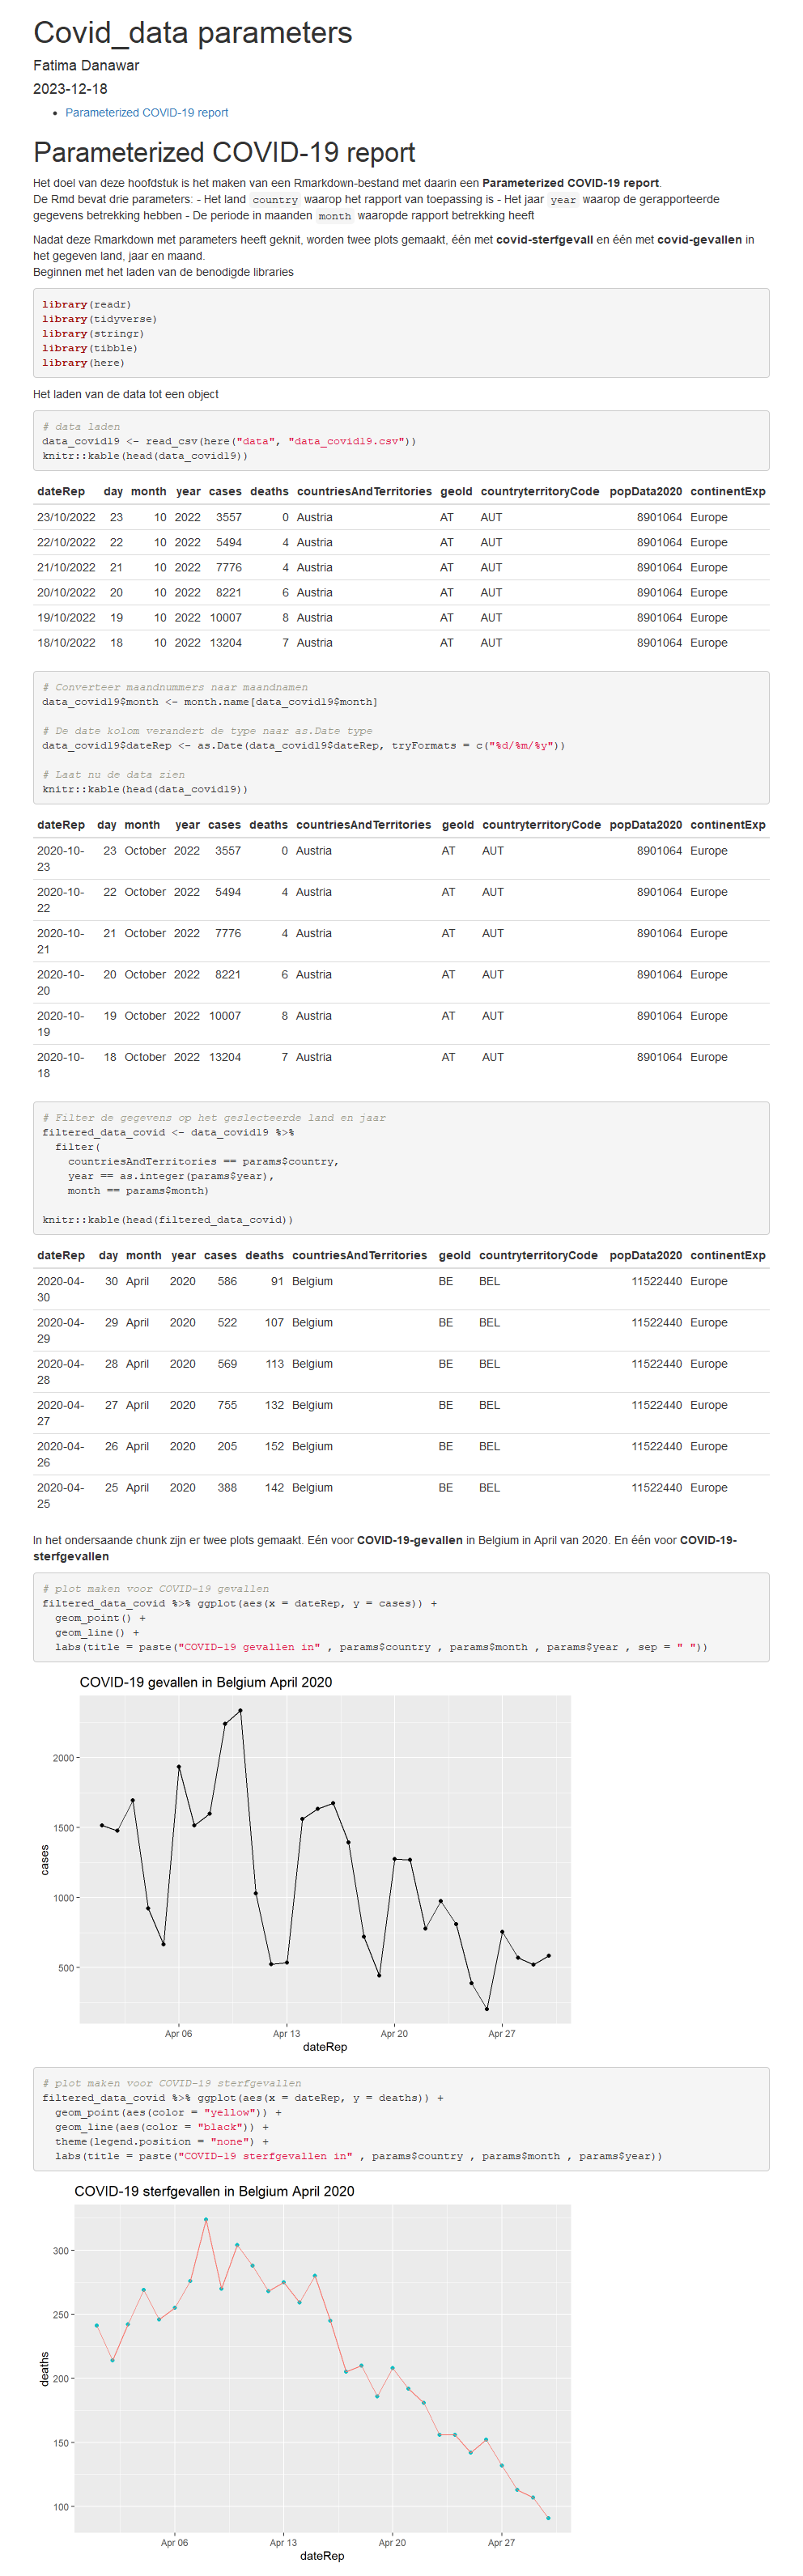 Covid_data parameters
Fatima Danawar
2023-12-18
• Parameterized COVID-19 report
Parameterized COVID-19 report
Het doel van deze hoofdstuk is het maken van een Rmarkdown-bestand met daarin een Parameterized COVID-19 report.
De Rmd bevat drie parameters: - Het land country waarop het rapport van toepassing is - Het jaar year waarop de gerapporteerde
gegevens betrekking hebben - De periode in maanden month waaropde rapport betrekking heeft
Nadat deze Rmarkdown met parameters heeft geknit, worden twee plots gemaakt, één met covid-sterfgevall en één met covid-gevallen in
het gegeven land, jaar en maand.
Beginnen met het laden van de benodigde libraries
library(readr)
library(tidyverse)
library(stringr)
library(tibble)
library(here)
Het laden van de data tot een object
# data laden
data_covid19 <- read_csv(here("data", "data_covid19.csv"))
knitr::kable(head(data_covid19))
dateRep day month year cases deaths countriesAndTerritories geoId countryterritoryCode popData2020 continentExp
23/10/2022 23 10 2022 3557 0 Austria AT AUT 8901064 Europe
22/10/2022 22 10 2022 5494 4 Austria AT AUT 8901064 Europe
21/10/2022 21 10 2022 7776 4 Austria AT AUT 8901064 Europe
20/10/2022 20 10 2022 8221 6 Austria AT AUT 8901064 Europe
19/10/2022 19 10 2022 10007 8 Austria AT AUT 8901064 Europe
18/10/2022 18 10 2022 13204 7 Austria AT AUT 8901064 Europe
# Converteer maandnummers naar maandnamen
data_covid19$month <- month.name[data_covid19$month]
# De date kolom verandert de type naar as.Date type
data_covid19$dateRep <- as.Date(data_covid19$dateRep, tryFormats = c("%d/%m/%y"))
# Laat nu de data zien
knitr::kable(head(data_covid19))
dateRep day month year cases deaths countriesAndTerritories geoId countryterritoryCode popData2020 continentExp
2020-10- 23 October 2022 3557 0 Austria AT AUT 8901064 Europe
23
2020-10- 22 October 2022 5494 4 Austria AT AUT 8901064 Europe
22
2020-10- 21 October 2022 7776 4 Austria AT AUT 8901064 Europe
21
2020-10- 20 October 2022 8221 6 Austria AT AUT 8901064 Europe
20
2020-10- 19 October 2022 10007 8 Austria AT AUT 8901064 Europe
19
2020-10- 18 October 2022 13204 7 Austria AT AUT 8901064 Europe
18
# Filter de gegevens op het geslecteerde land en jaar
filtered_data_covid <- data_covid19 %>%
filter(
countriesAndTerritories == params$country,
year == as.integer(params$year),
month == params$month)
knitr::kable(head(filtered_data_covid))
dateRep day month year cases deaths countriesAndTerritories geoId countryterritoryCode popData2020 continentExp
2020-04- 30 April 2020 586 91 Belgium BE BEL 11522440 Europe
30
2020-04- 29 April 2020 522 107 Belgium BE BEL 11522440 Europe
29
2020-04- 28 April 2020 569 113 Belgium BE BEL 11522440 Europe
28
2020-04- 27 April 2020 755 132 Belgium BE BEL 11522440 Europe
27
2020-04- 26 April 2020 205 152 Belgium BE BEL 11522440 Europe
26
2020-04- 25 April 2020 388 142 Belgium BE BEL 11522440 Europe
25
In het ondersaande chunk zijn er twee plots gemaakt. Eén voor COVID-19-gevallen in Belgium in April van 2020. En één voor COVID-19-
sterfgevallen
# plot maken voor COVID-19 gevallen
filtered_data_covid %>% ggplot(aes(x = dateRep, y = cases)) +
geom_point() +
geom_line() +
labs(title = paste("COVID-19 gevallen in" , params$country , params$month , params$year , sep = " "))
COVID-19 gevallen in Belgium April 2020
2000
1500
1000
500
cases
Apr 06 Apr 13 Apr 20 Apr 27
dateRep
# plot maken voor COVID-19 sterfgevallen
filtered_data_covid %>% ggplot(aes(x = dateRep, y = deaths)) +
geom_point(aes(color = "yellow")) +
geom_line(aes(color = "black")) +
theme(legend.position = "none") +
labs(title = paste("COVID-19 sterfgevallen in" , params$country , params$month , params$year))
COVID-19 sterfgevallen in Belgium April 2020
300
250
200
150
100
deaths
Apr 06 Apr 13 Apr 20 Apr 27
dateRep